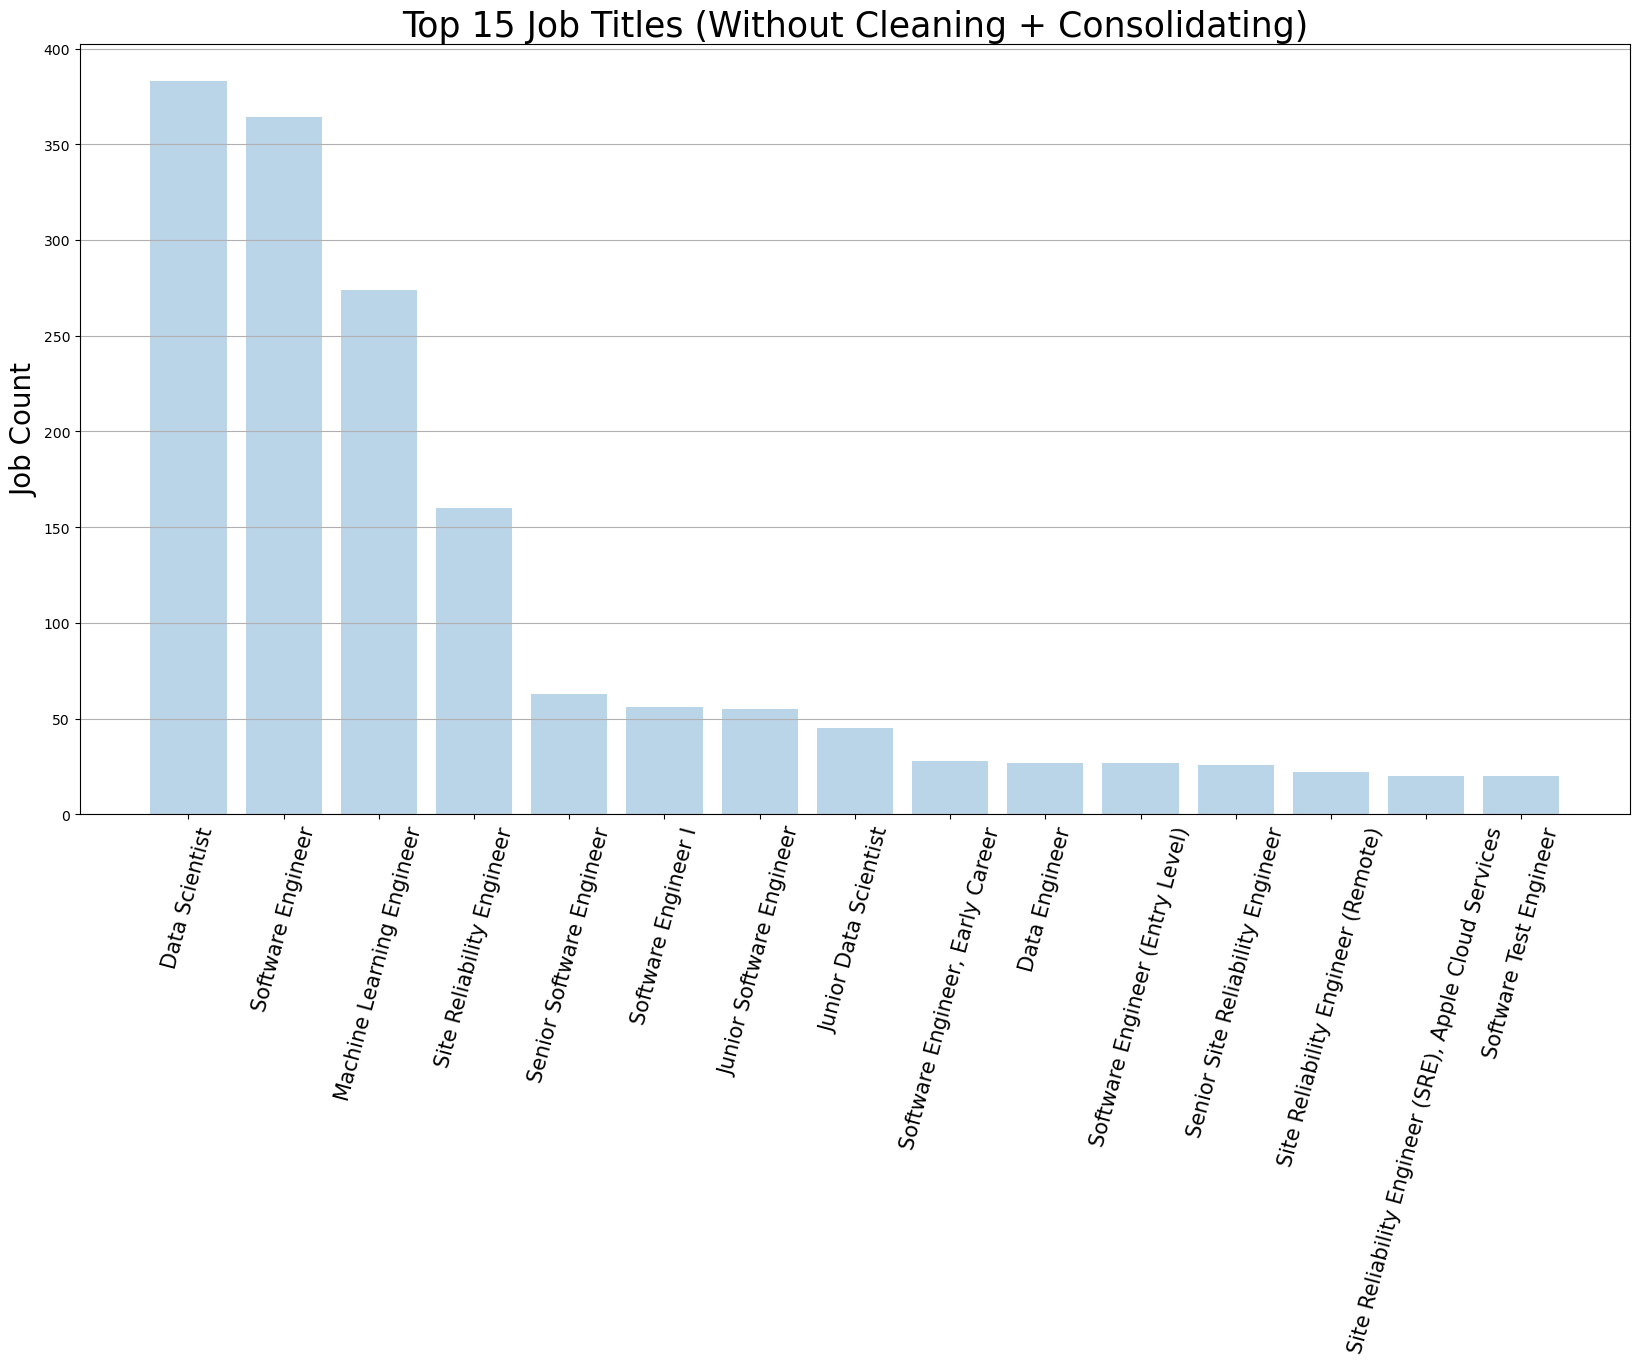 Top 15 Job Titles (Without Cleaning + Consolidating)
Job Count
400
350
300
250
200
150
100
50
0
Data Scientist
Software Engineer
Machine Learning Engineer
Site Reliability Engineer
Senior Software Engineer
Software Engineer I
Junior Software Engineer
Junior Data Scientist
Software Engineer, Early Career
Data Engineer
Software Engineer (Entry Level)
Senior Site Reliability Engineer
Site Reliability Engineer (Remote)
Site Reliability Engineer (SRE), Apple Cloud Services
Software Test Engineer